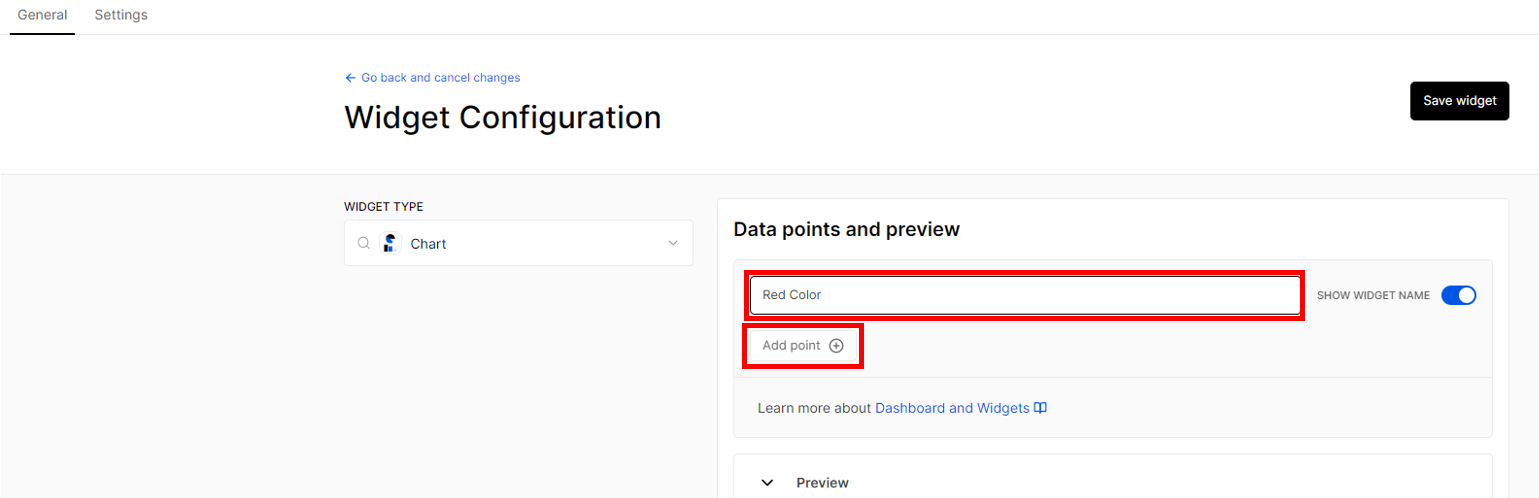 General Settings
Go back and cancel changes
Widget Configuration
Save widget
WIDGET TYPE
Chart
Data points and preview
Red Color
SHOW WIDGET NAME
Add point
Learn more about Dashboard and Widgets
Preview